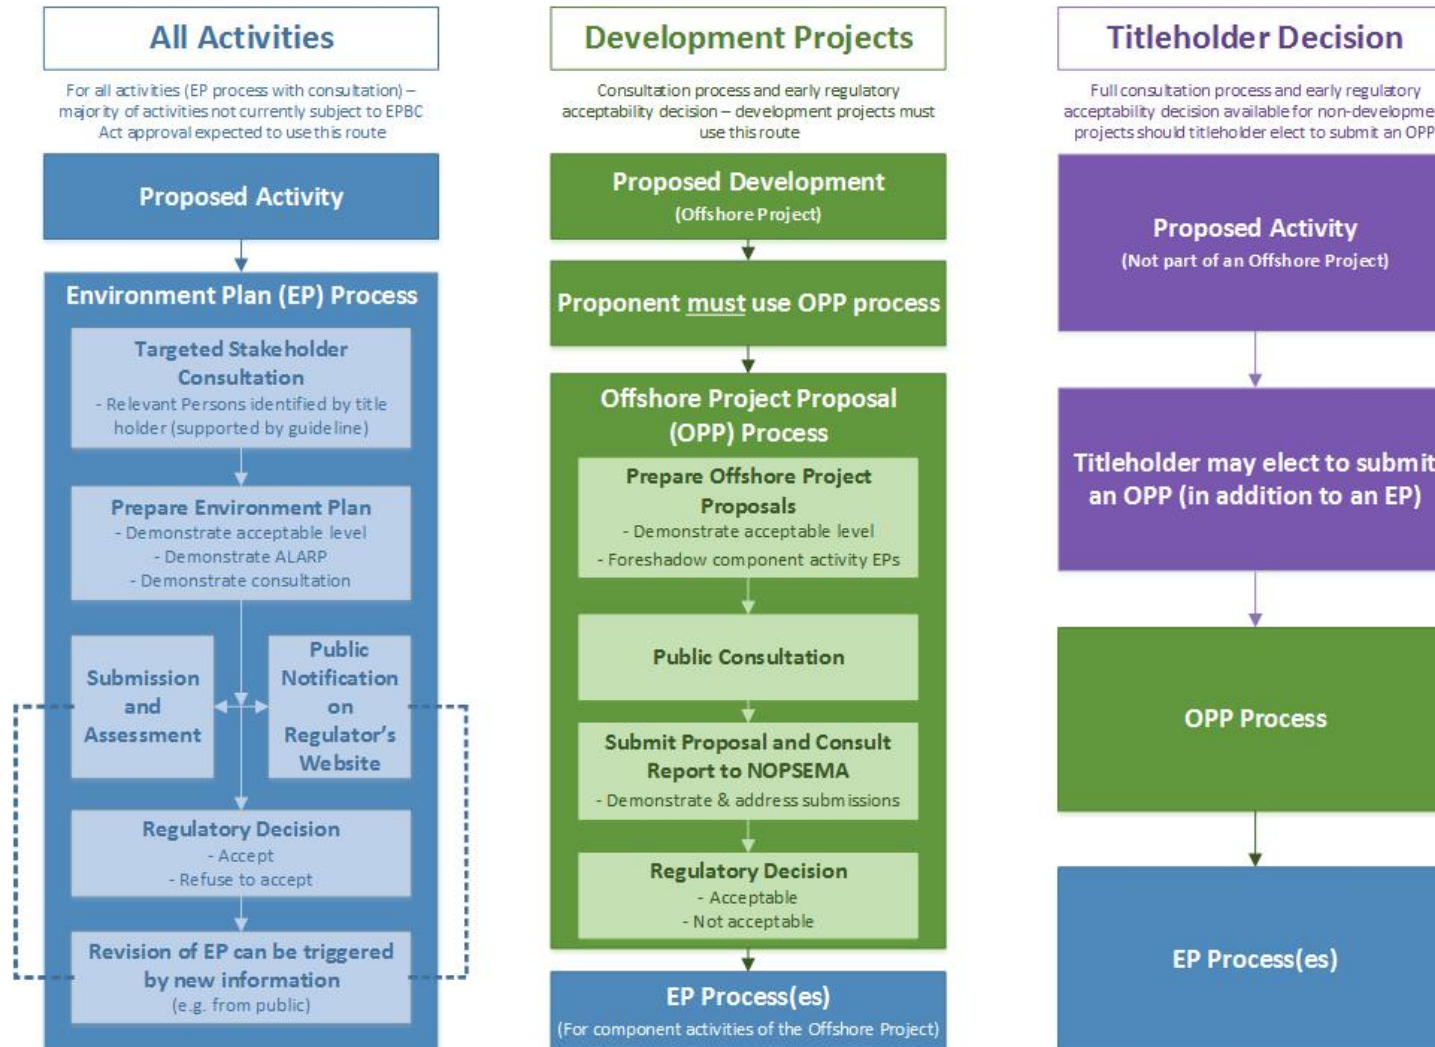 All Activities
For all activities (EP process with consultation) –
majority of activities not currently subject to EPBC
Act approval expected to use this route
Proposed Activity
Environment Plan (EP) Process
Targeted Stakeholder
Consultation
- Relevant Persons identified by title
holder (supported by guideline)
Prepare Environment Plan
- Demonstrate acceptable level
- Demonstrate ALARP
- Demonstrate consultation
Submission
and
Assessment
Public
Notification
on
Regulator's
Website
Regulatory Decision
- Accept
- Refuse to accept
Revision of EP can be triggered
by new information
(e.g. from public)
Development Projects
Consultation process and early regulatory
acceptability decision – development projects must
use this route
Proposed Development
(Offshore Project)
Proponent must use OPP process
Offshore Project Proposal
(OPP) Process
Prepare Offshore Project
Proposals
- Demonstrate acceptable level
- Foreshadow component activity EPs
Public Consultation
Submit Proposal and Consult
Report to NOPSEMA
- Demonstrate & address submissions
Regulatory Decision
- Acceptable
- Not acceptable
EP Process(es)
(For component activities of the Offshore Project)
Titleholder Decision
Full consultation process and early regulatory
acceptability decision available for non-developme
projects should titleholder elect to submit an OPP
Proposed Activity
(Not part of an Offshore Project)
Titleholder may elect to submit
an OPP (in addition to an EP)
OPP Process
EP Process(es)